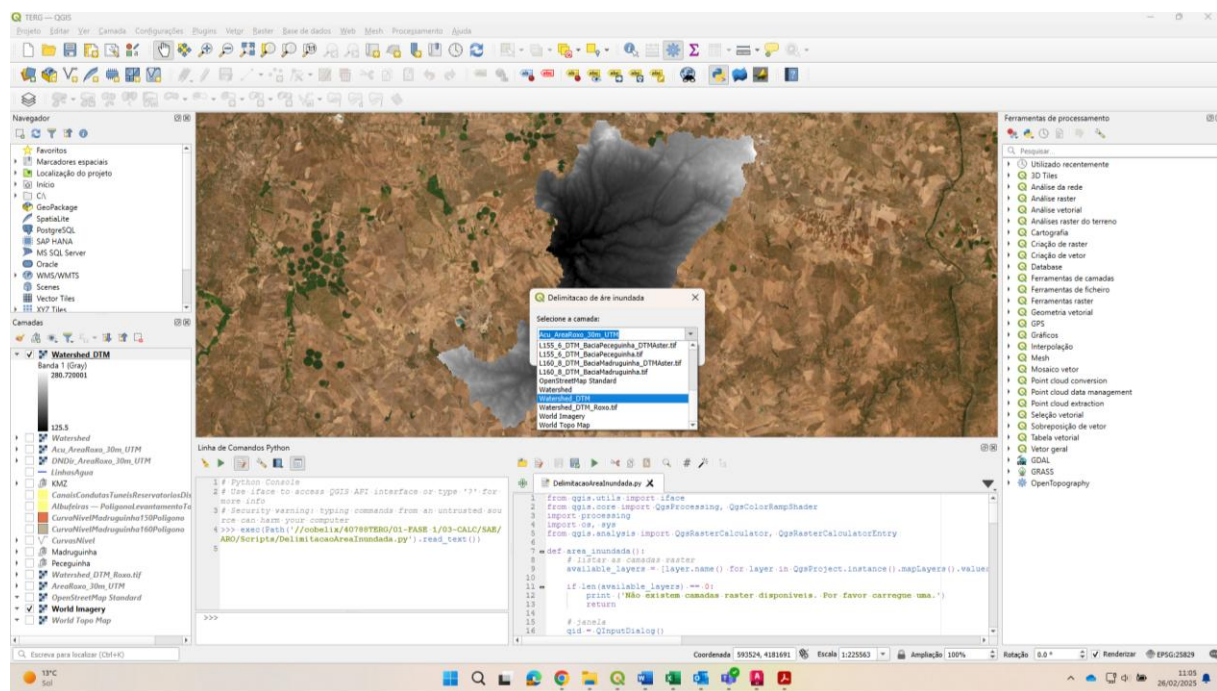 TERG — QGIS
Projeto Editar Ver Camada Configurações Plugins Vetor Raster Base de dados Web Mesh Processamento Ajuda
Navegador
Favoritos
Marcadores espaciais
Localização do projeto
Início
C:\
GeoPackage
SpatiaLite
PostgreSQL
SAP HANA
MS SQL Server
Oracle
WMS/WMTS
Scenes
Vector Tiles
XYZ Tiles
Camadas
Watershed_DTM
Banda 1 (Gray)
280.720001
125.5
Watershed
Acu_AreaRoxo_30m_UTM
DNDir_AreaRoxo_30m_UTM
LinhasAgua
KMZ
CanaisCondutosTuneisReservatoriosDis
Albufeiras — PoligonoLevantamentoTo
CurvaNivelMadruguinha150Poligono
CurvaNivelMadruguinha160Poligono
CurvasNivel
Madruguinha
Peceguinha
Watershed_DTM_Roxo.tif
AreaRoxo_30m_UTM
OpenStreetMap Standard
World Imagery
World Topo Map
Delimitacao de áre inundada
Selecione a camada:
Acu_AreaRoxo_30m_UTM
L155_6_DTM_BaciaPeceguinha_DTMAster.tif
L155_6_DTM_BaciaPeceguinha.tif
L160_8_DTM_BaciaMadruguinha_DTMAster.tif
L160_8_DTM_BaciaMadruguinha.tif
OpenStreetMap Standard
Watershed
Watershed_DTM
Watershed_DTM_Roxo.tif
World Imagery
World Topo Map
Linha de Comandos Python
1 # Python Console
2 # Use iface to access QGIS API interface or type '?' for
more info
3 # Security warning: typing commands from an untrusted sou
rce can harm your computer
4 >>> exec(Path('//cobelix/40788TERG/01-FASE 1/03-CALC/SAE/
ARO/Scripts/DelimitacaoAreaInundada.py').read_text())
5
>>>
DelimitacaoAreaInundada.py
1 from qgis.utils import iface
2 from qgis.core import QgsProcessing, QgsColorRampShader
3 import processing
4 import os, sys
5 from qgis.analysis import QgsRasterCalculator, QgsRasterCalculatorEntry
6
7 def area_inundada():
8 # listar as camadas raster
9 available_layers = [layer.name() for layer in QgsProject.instance().mapLayers().values
10
11 if len(available_layers) == 0:
12 print ('Não existem camadas raster disponíveis. Por favor carregue uma.')
13 return
14
15 # janela
16 qid = QInputDialog()
Ferramentas de processamento
Pesquisar...
Utilizado recentemente
3D Tiles
Análise da rede
Análise raster
Análise vetorial
Análises raster do terreno
Cartografia
Criação de raster
Criação de vetor
Database
Ferramentas de camadas
Ferramentas de ficheiro
Ferramentas raster
Geometria vetorial
GPS
Gráficos
Interpolação
Mesh
Mosaico vetor
Point cloud conversion
Point cloud data management
Point cloud extraction
Seleção vetorial
Sobreposição de vetor
Tabela vetorial
Vetor geral
GDAL
GRASS
OpenTopography
Escreva para localizar (Ctrl+K)
Coordenada 593524, 4181691 Escala 1:225563 Ampliação 100% Rotação 0.0 ° Renderizar EPSG:25829
13°C
Sol
11:05
26/02/2025